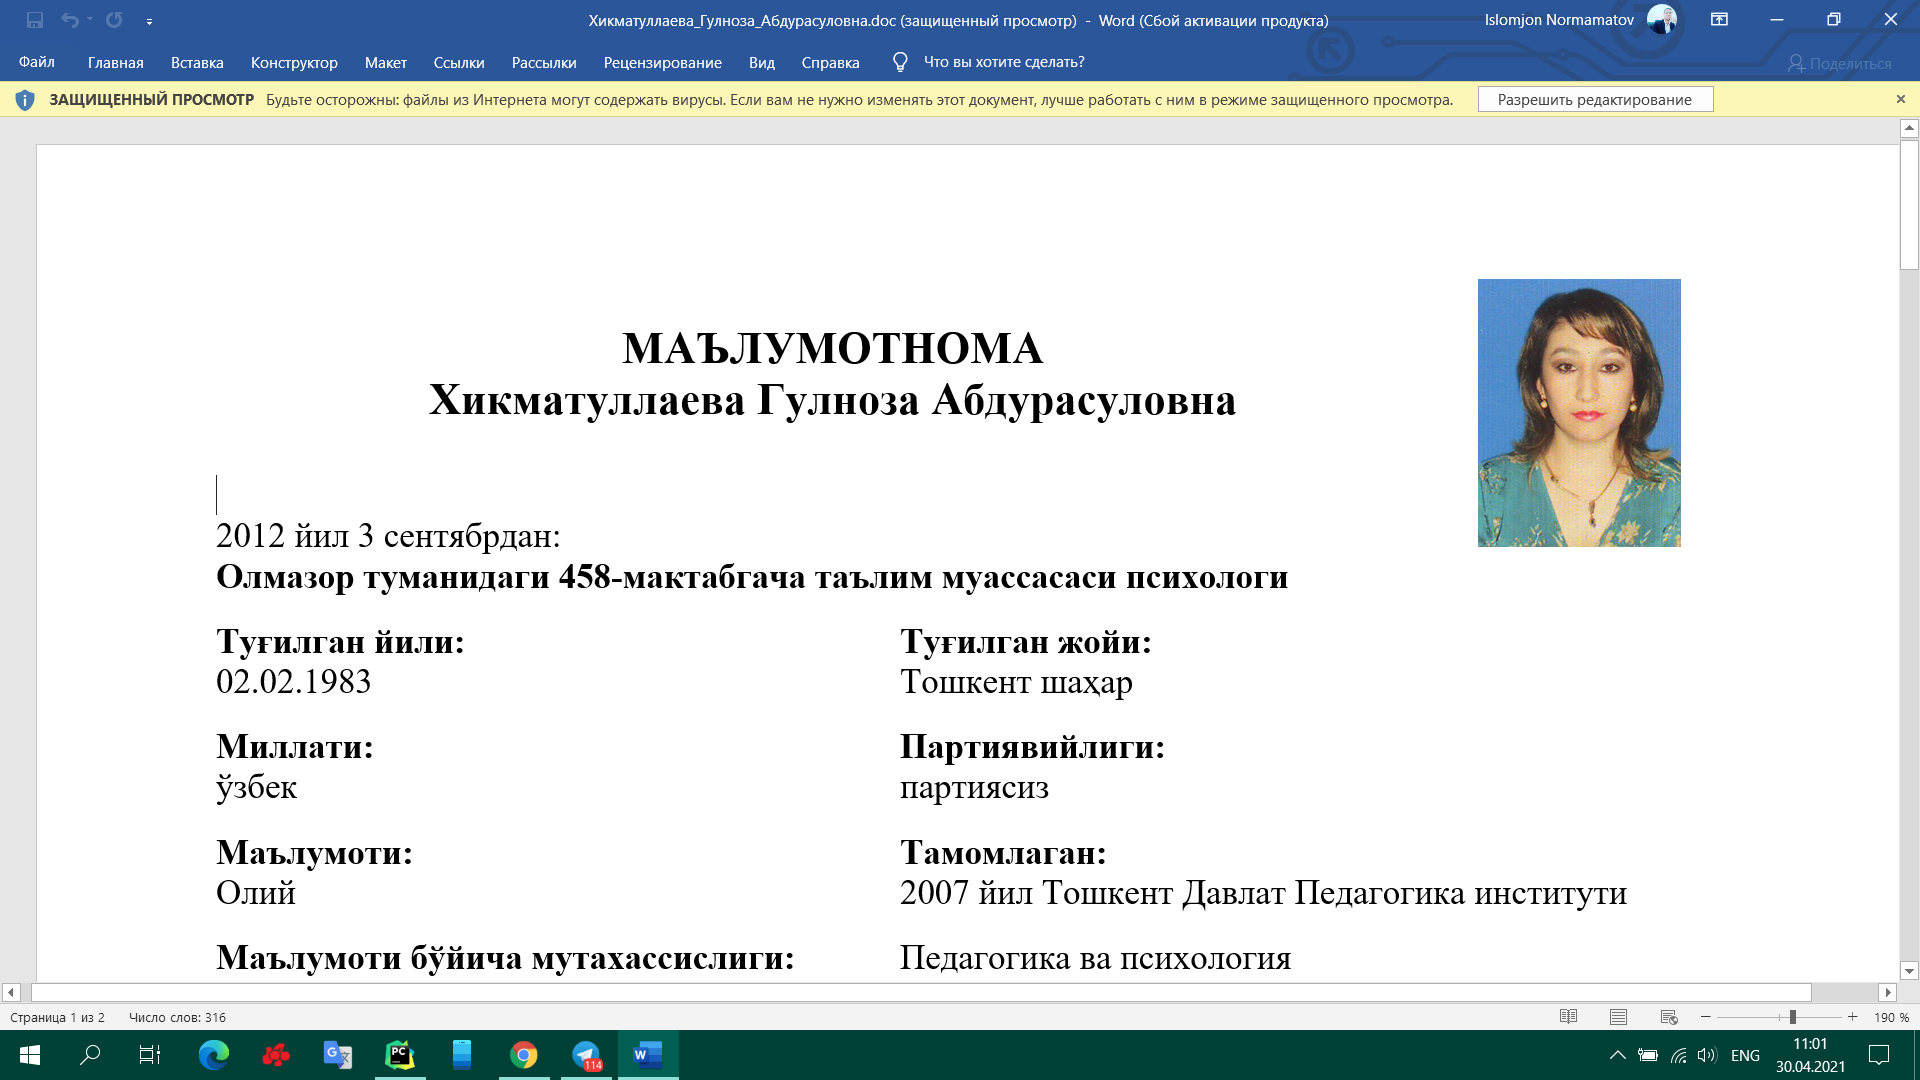 Хикматуллаева_Гулноза_Абдурасуловна.doc (защищенный просмотр) - Word (Сбой активации продукта)
Islomjon Normamatov
Файл Главная Вставка Конструктор Макет Ссылки Рассылки Рецензирование Вид Справка Что вы хотите сделать? Поделиться
ЗАЩИЩЕННЫЙ ПРОСМОТР Будьте осторожны: файлы из Интернета могут содержать вирусы. Если вам не нужно изменять этот документ, лучше работать с ним в режиме защищенного просмотра. Разрешить редактирование
МАЪЛУМОТНОМА
Хикматуллаева Гулноза Абдурасуловна
2012 йил 3 сентябрдан:
Олмазор туманидаги 458-мактабгача таълим муассасаси психологи
Туғилган йили: Туғилган жойи:
02.02.1983 Тошкент шаҳар
Миллати: Партиявийлиги:
ўзбек партиясиз
Маълумоти: Тамомлаган:
Олий 2007 йил Тошкент Давлат Педагогика институти
Маълумоти бўйича мутахассислиги: Педагогика ва психология
Страница 1 из 2 Число слов: 316 190 %
PC 114 W ENG 11:01
30.04.2021